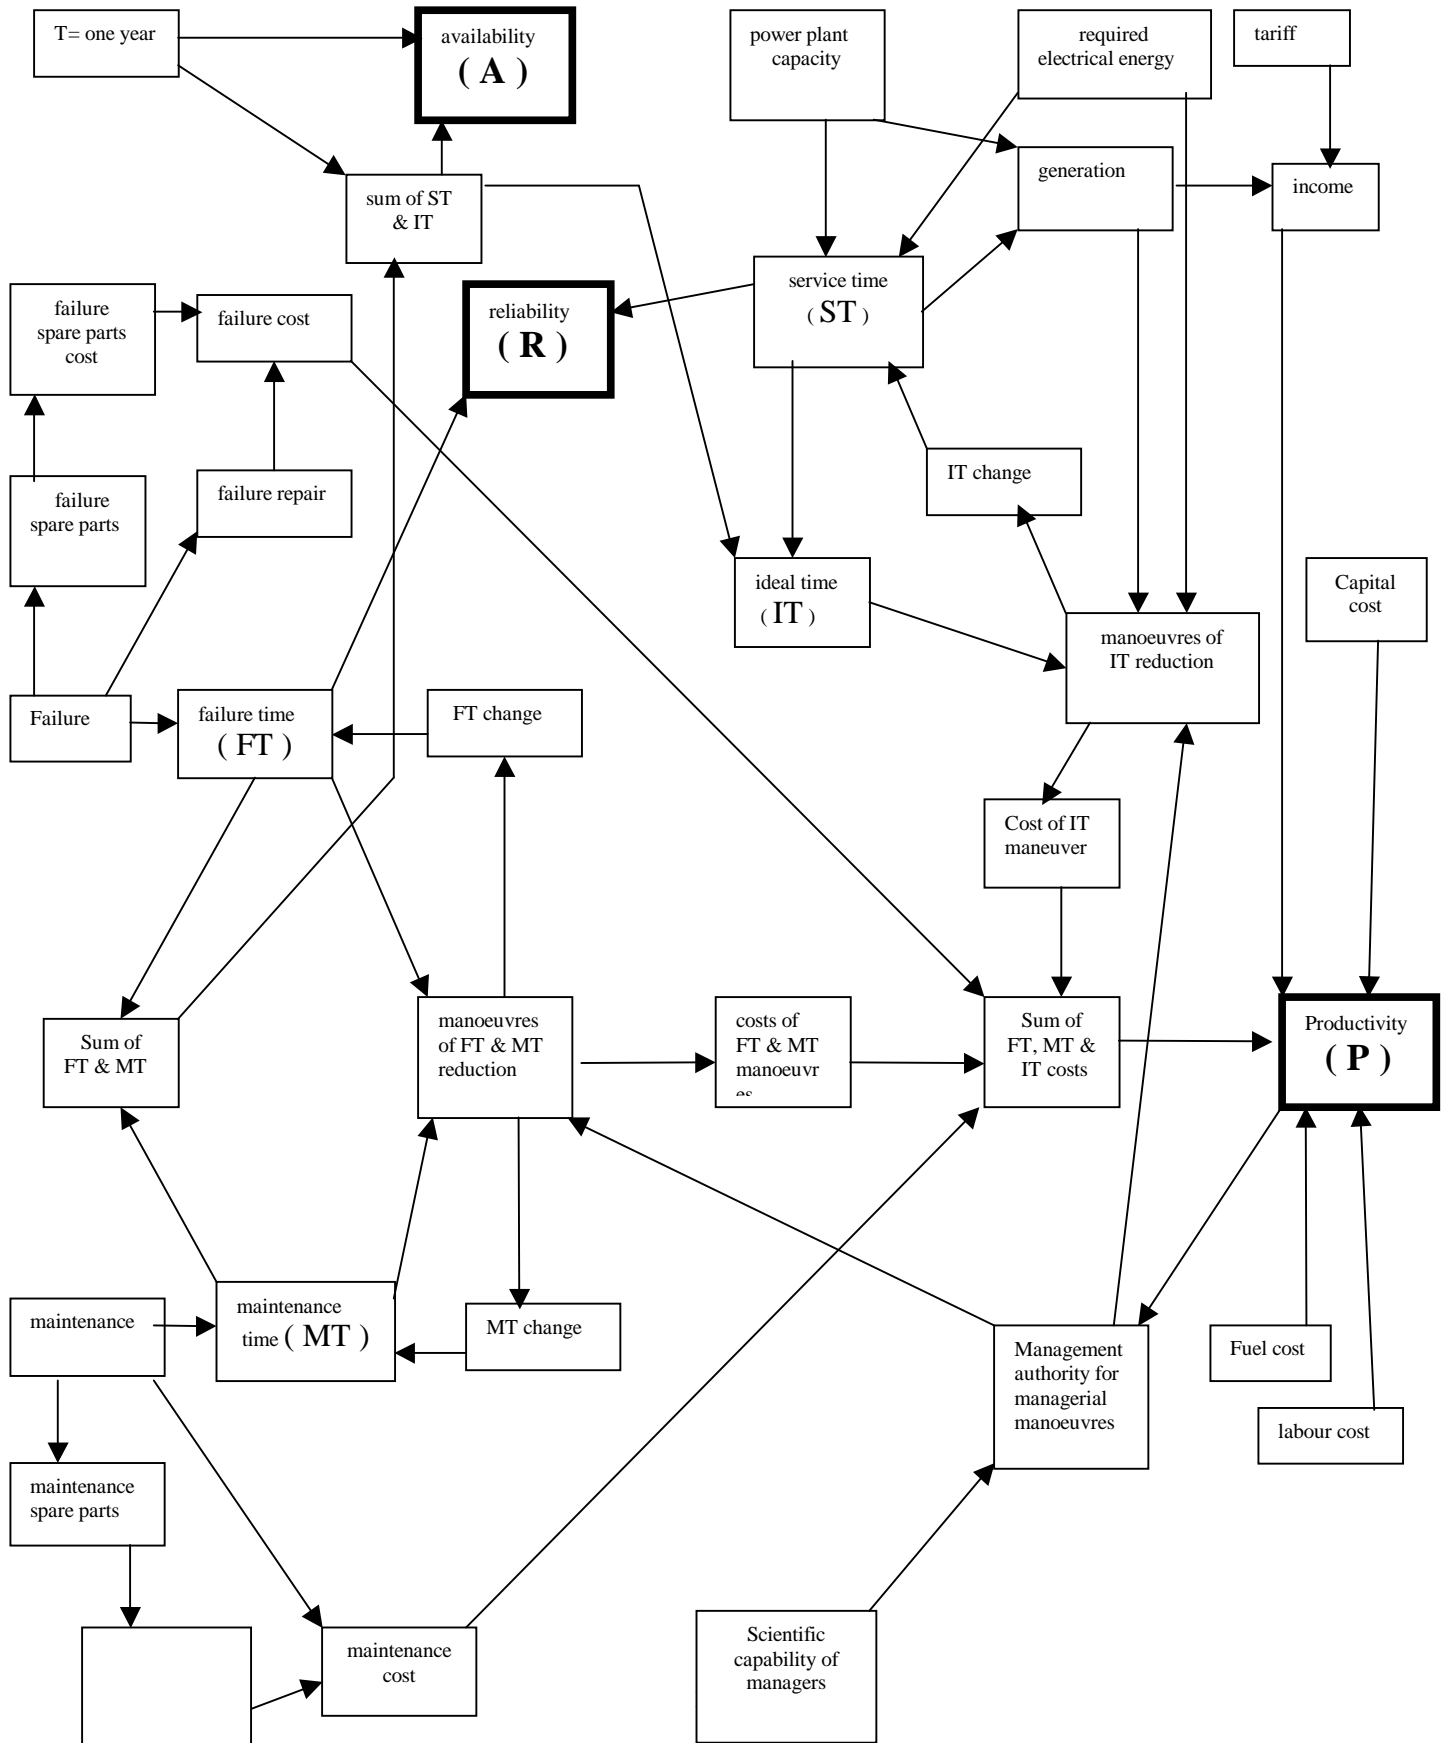 T= one year
availability
( A )
power plant
capacity
required
electrical energy
tariff
sum of ST
& IT
generation
income
failure
spare parts
cost
failure cost
reliability
( R )
service time
( ST )
failure
spare parts
failure repair
IT change
ideal time
( IT )
Capital
cost
manoeuvres of
IT reduction
Failure
failure time
( FT )
FT change
Cost of IT
maneuver
Sum of
FT & MT
manoeuvres
of FT & MT
reduction
costs of
FT & MT
manoeuvr
es
Sum of
FT, MT &
IT costs
Productivity
( P )
maintenance
maintenance
time ( MT )
MT change
Management
authority for
managerial
manoeuvres
Fuel cost
labour cost
maintenance
spare parts
maintenance
cost
Scientific
capability of
managers